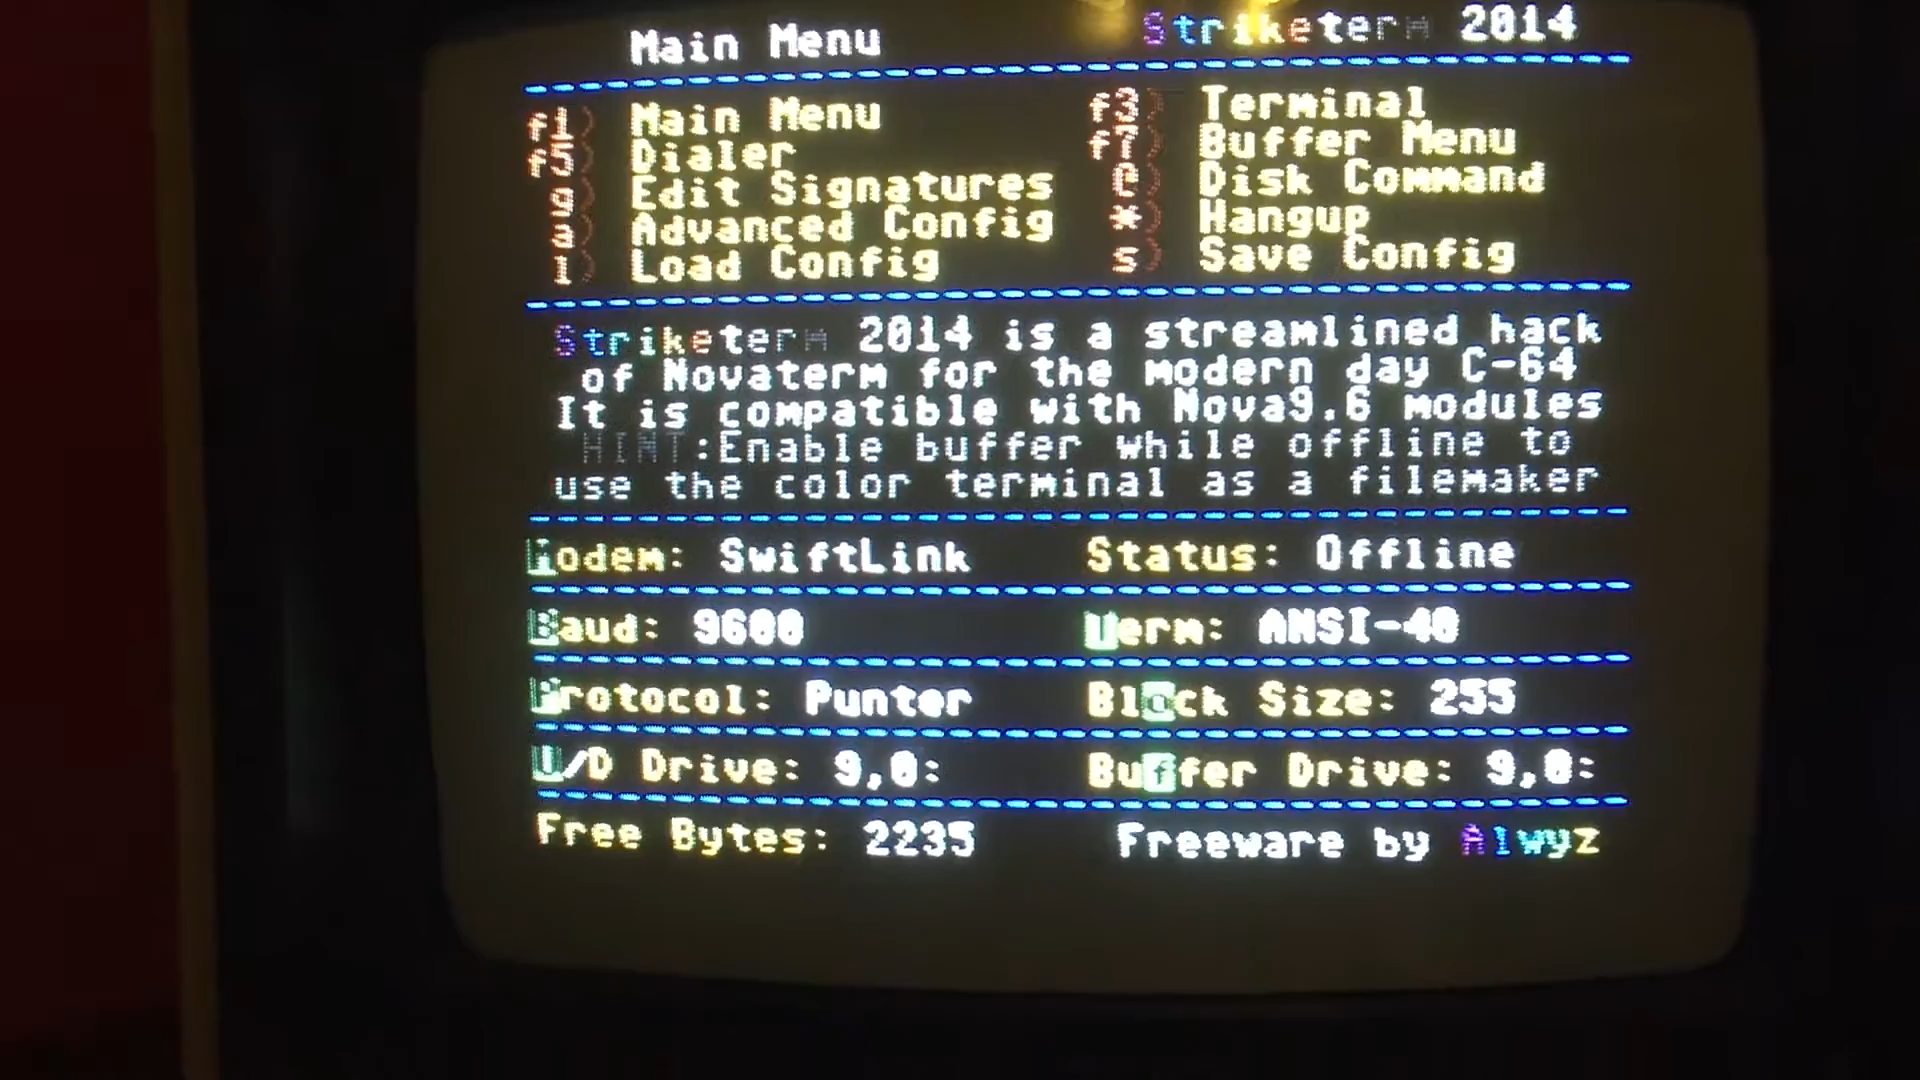 Main Menu Striketerm 2014
f1) Main Menu f3) Terminal
f5) Dialer f7) Buffer Menu
g) Edit Signatures @) Disk Command
a) Advanced Config *) Hangup
l) Load Config s) Save Config
Striketerm 2014 is a streamlined hack
of Novaterm for the modern day C-64
It is compatible with Nova9.6 modules
HINT:Enable buffer while offline to
use the color terminal as a filemaker
Modem: SwiftLink Status: Offline
Baud: 9600 Term: ANSI-40
Protocol: Punter Block Size: 255
U/D Drive: 9,0: Buffer Drive: 9,0:
Free Bytes: 2235 Freeware by Alwyz